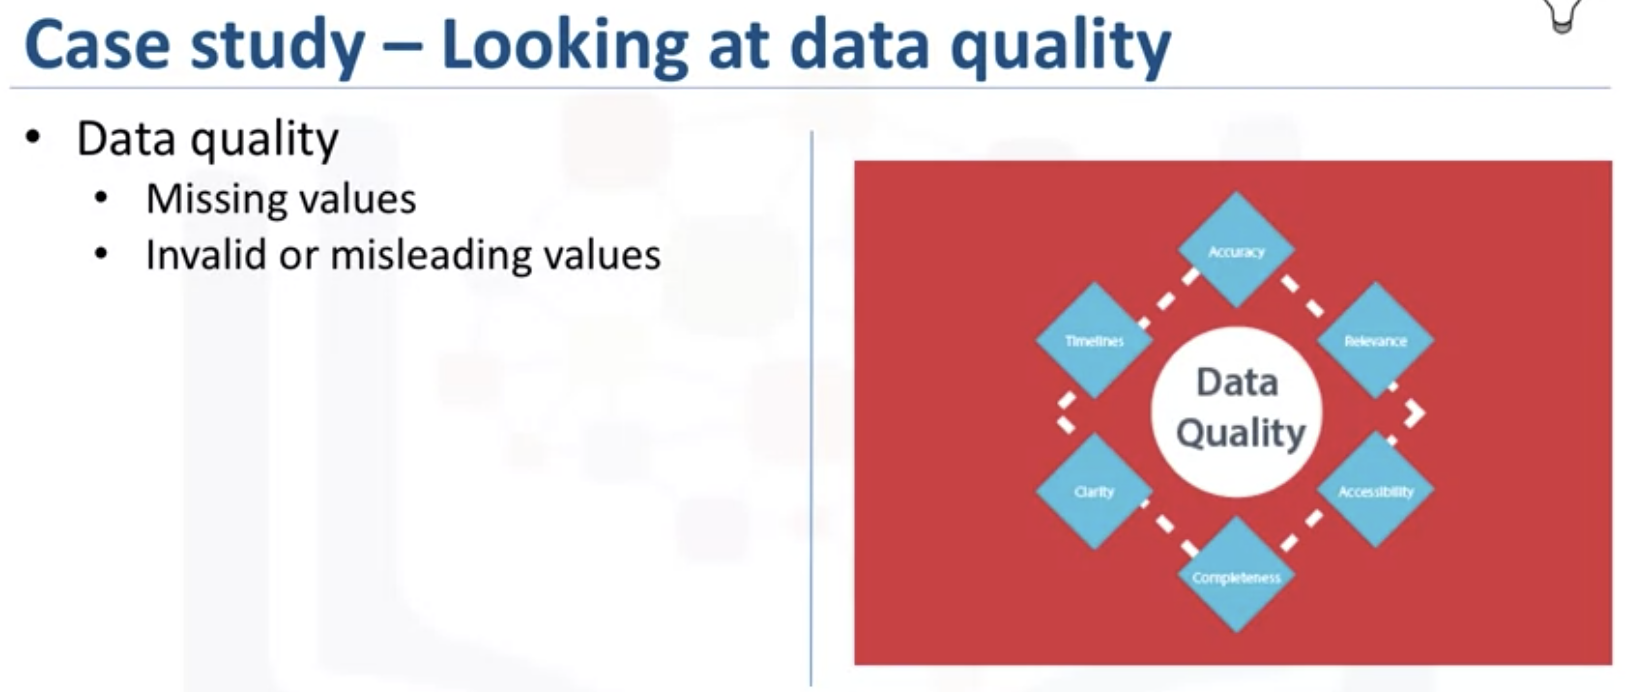 Case study – Looking at data quality
• Data quality
• Missing values
• Invalid or misleading values
Accuracy
Timelines
Relevance
Data
Quality
Clarity
Accessibility
Completeness